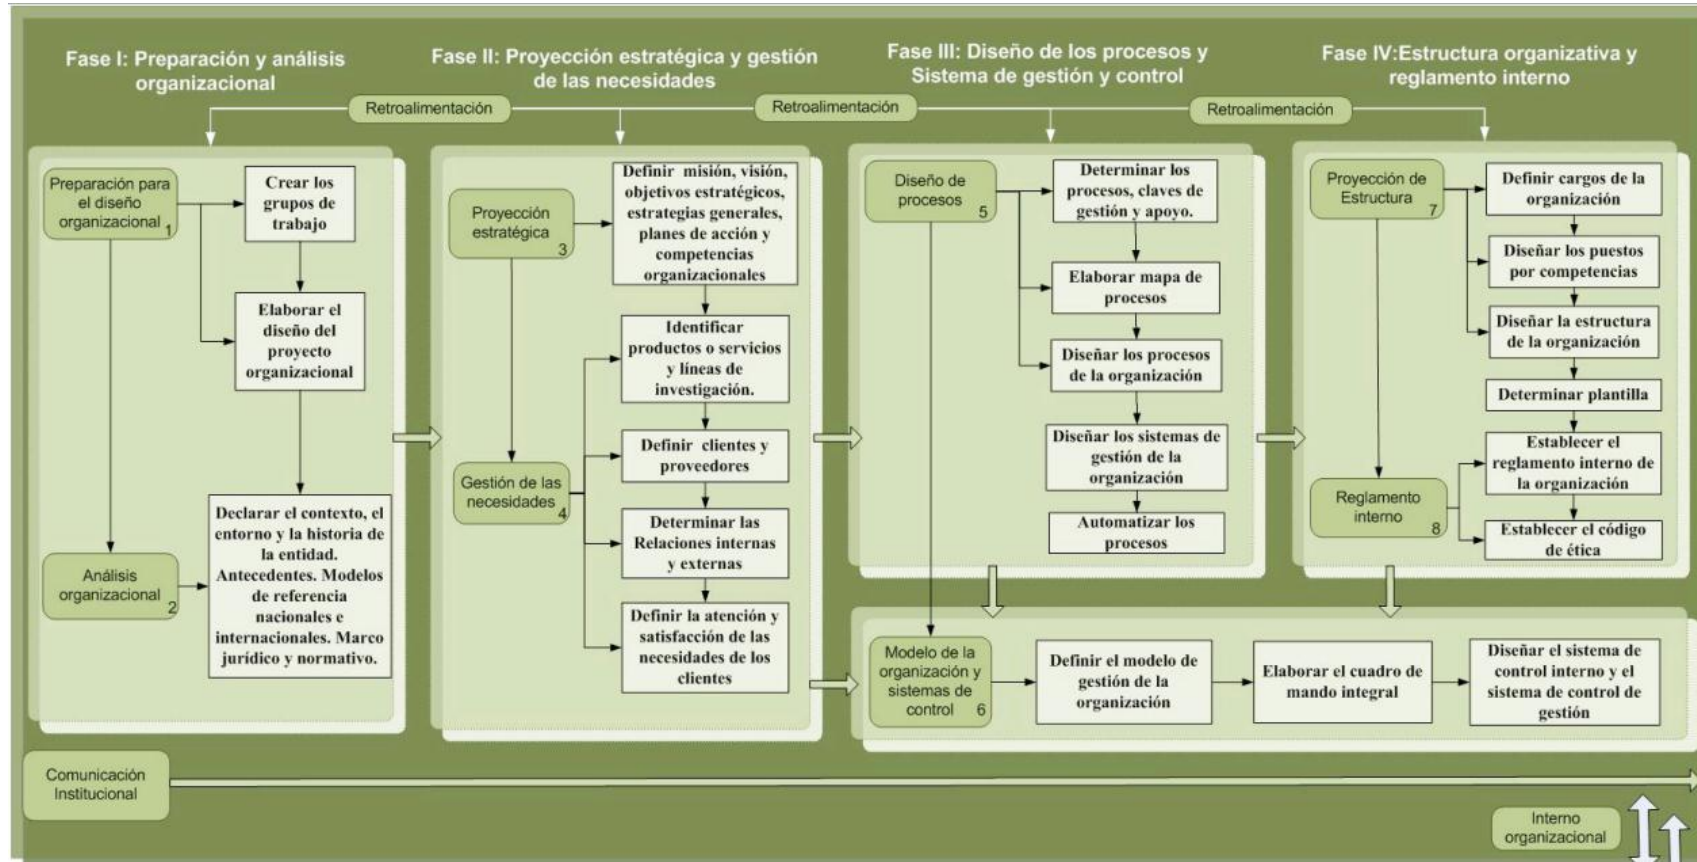 Fase I: Preparación y análisis
organizacional
Fase II: Proyección estratégica y gestión
de las necesidades
Fase III: Diseño de los procesos y
Sistema de gestión y control
Fase IV:Estructura organizativa y
reglamento interno
Retroalimentación
Retroalimentación
Retroalimentación
Preparación para
el diseño
organizacional
1
Crear los
grupos de
trabajo
Elaborar el
diseño del
proyecto
organizacional
Análisis
organizacional
2
Declarar el contexto, el
entorno y la historia de
la entidad.
Antecedentes. Modelos
de referencia
nacionales e
internacionales. Marco
jurídico y normativo.
Proyección
estratégica
3
Definir misión, visión,
objetivos estratégicos,
estrategias generales,
planes de acción y
competencias
organizacionales
Identificar
productos o servicios
y líneas de
investigación.
Gestión de las
necesidades
4
Definir clientes y
proveedores
Determinar las
Relaciones internas
y externas
Definir la atención y
satisfacción de las
necesidades de los
clientes
Diseño de
procesos
5
Determinar los
procesos, claves de
gestión y apoyo.
Elaborar mapa de
procesos
Diseñar los procesos
de la organización
Diseñar los sistemas de
gestión de la
organización
Automatizar los
procesos
Proyección de
Estructura
7
Definir cargos de la
organización
Diseñar los puestos
por competencias
Diseñar la estructura
de la organización
Determinar plantilla
Reglamento
interno
8
Establecer el
reglamento interno de
la organización
Establecer el código
de ética
Modelo de la
organización y
sistemas de
control
6
Definir el modelo de
gestión de la
organización
Elaborar el cuadro de
mando integral
Diseñar el sistema de
control interno y el
sistema de control de
gestión
Comunicación
Institucional
Interno
organizacional